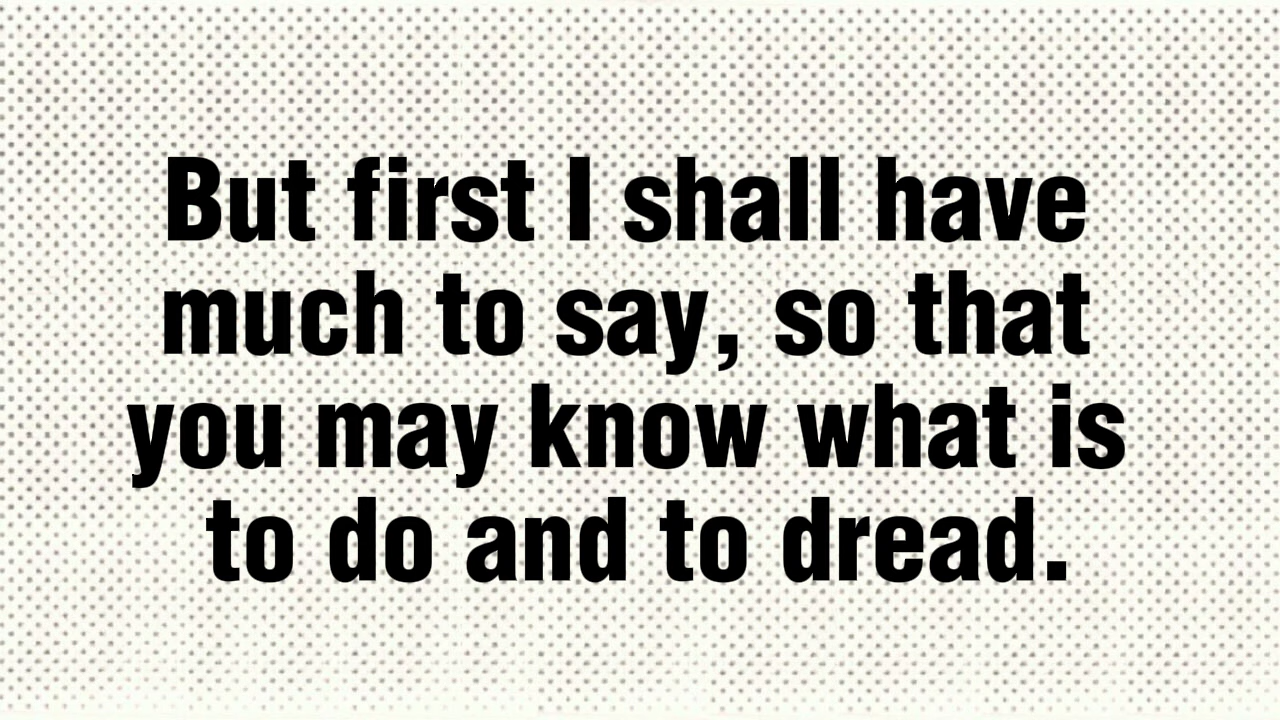 But first I shall have
much to say, so that
you may know what is
to do and to dread.